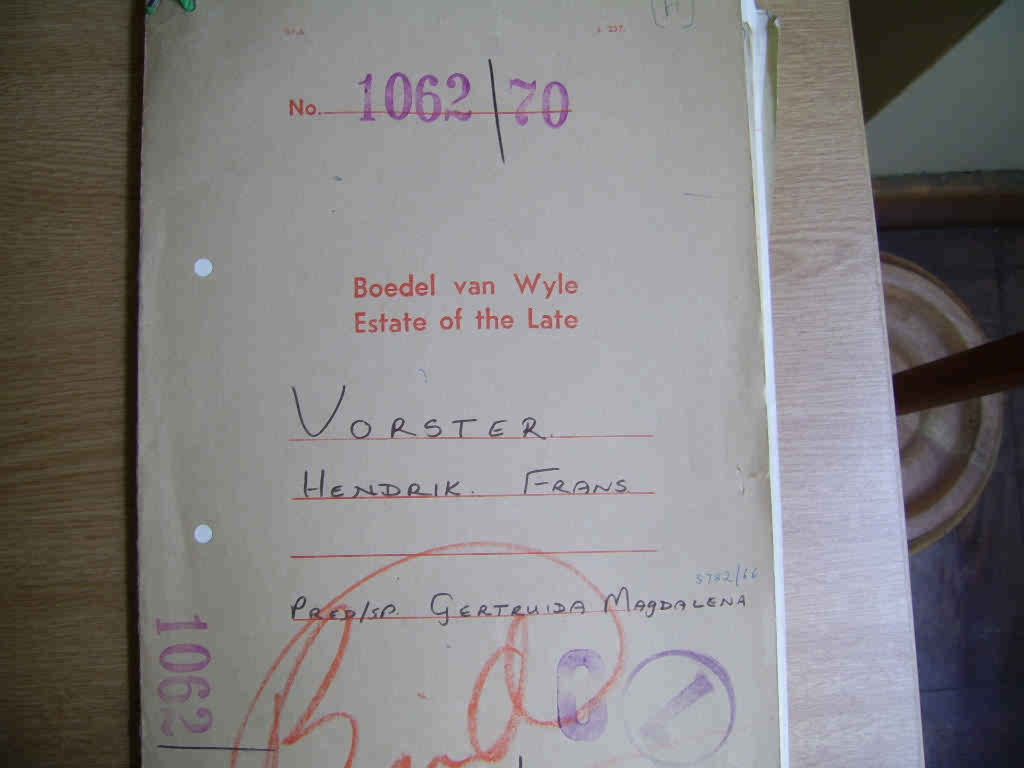 J. 237.
(H)
No. 1062/70
Boedel van Wyle
Estate of the Late
VORSTER.
HENDRIK. FRANS
5782/66
PRED/SP. GERTRUIDA MAGDALENA
1062